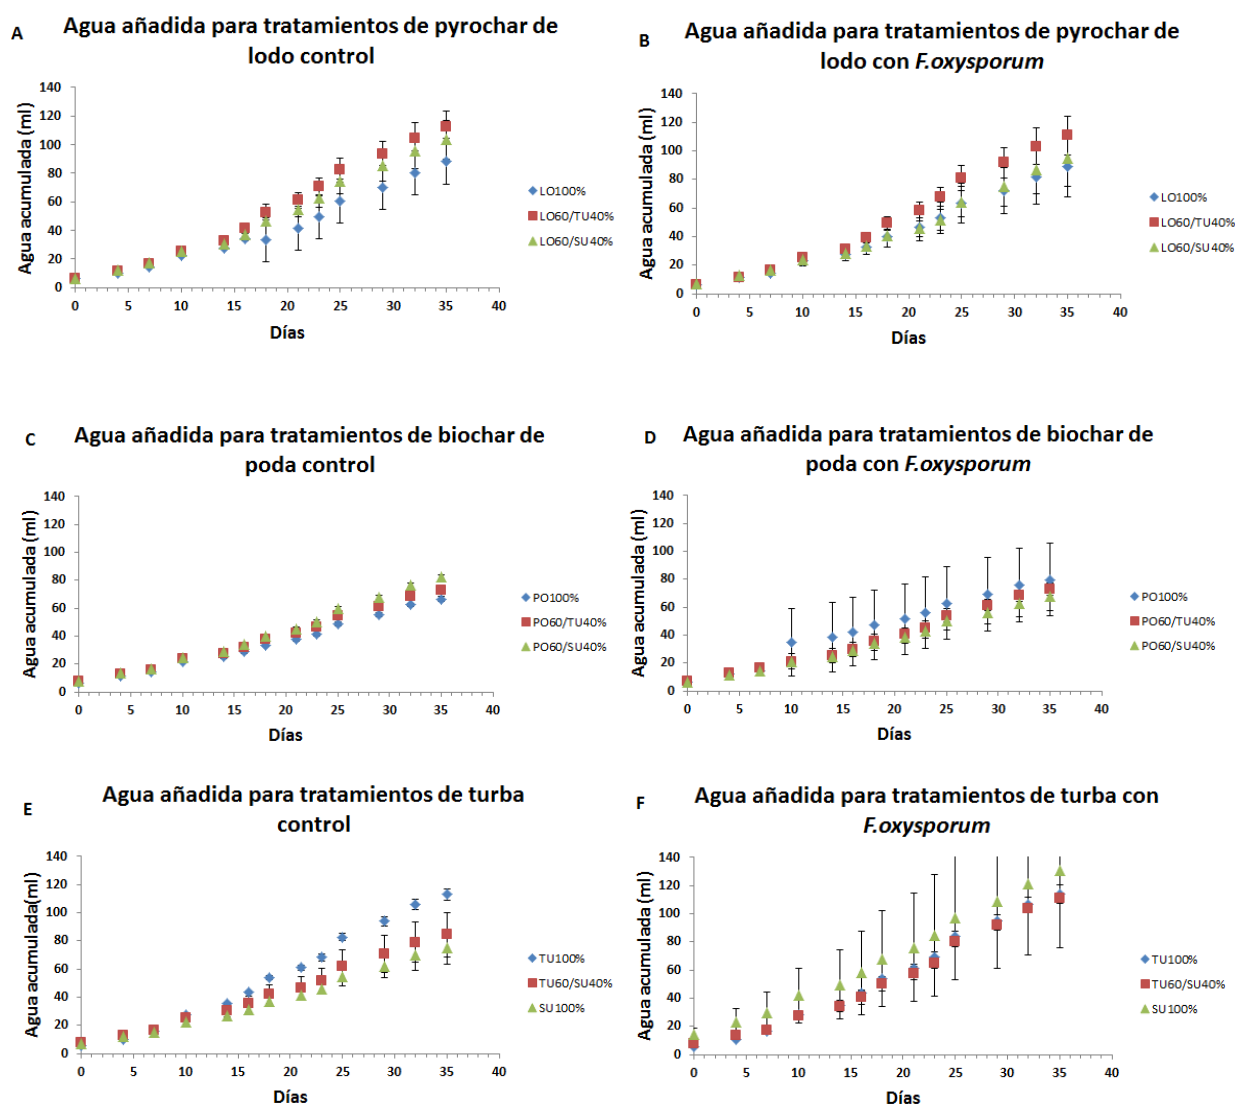 A
Agua añadida para tratamientos de pyrochar de
lodo control
Agua acumulada (ml)
140
120
100
80
60
40
20
0
0 5 10 15 20 25 30 35 40
Días
LO100%
LO60/TU40%
LO60/SU40%
B
Agua añadida para tratamientos de pyrochar de
lodo con F.oxysporum
Agua acumulada (ml)
140
120
100
80
60
40
20
0
0 5 10 15 20 25 30 35 40
Días
LO100%
LO60/TU40%
LO60/SU40%
C
Agua añadida para tratamientos de biochar de
poda control
Agua acumulada (ml)
140
120
100
80
60
40
20
0
0 5 10 15 20 25 30 35 40
Días
PO100%
PO60/TU40%
PO60/SU40%
D
Agua añadida para tratamientos de biochar de
poda con F.oxysporum
Agua acumulada (ml)
140
120
100
80
60
40
20
0
0 5 10 15 20 25 30 35 40
Días
PO100%
PO60/TU40%
PO60/SU40%
E
Agua añadida para tratamientos de turba
control
Agua acumulada(ml)
140
120
100
80
60
40
20
0
0 5 10 15 20 25 30 35 40
Días
TU100%
TU60/SU40%
SU100%
F
Agua añadida para tratamientos de turba con
F.oxysporum
Agua acumulada (ml)
140
120
100
80
60
40
20
0
0 5 10 15 20 25 30 35 40
Días
TU100%
TU60/SU40%
SU100%